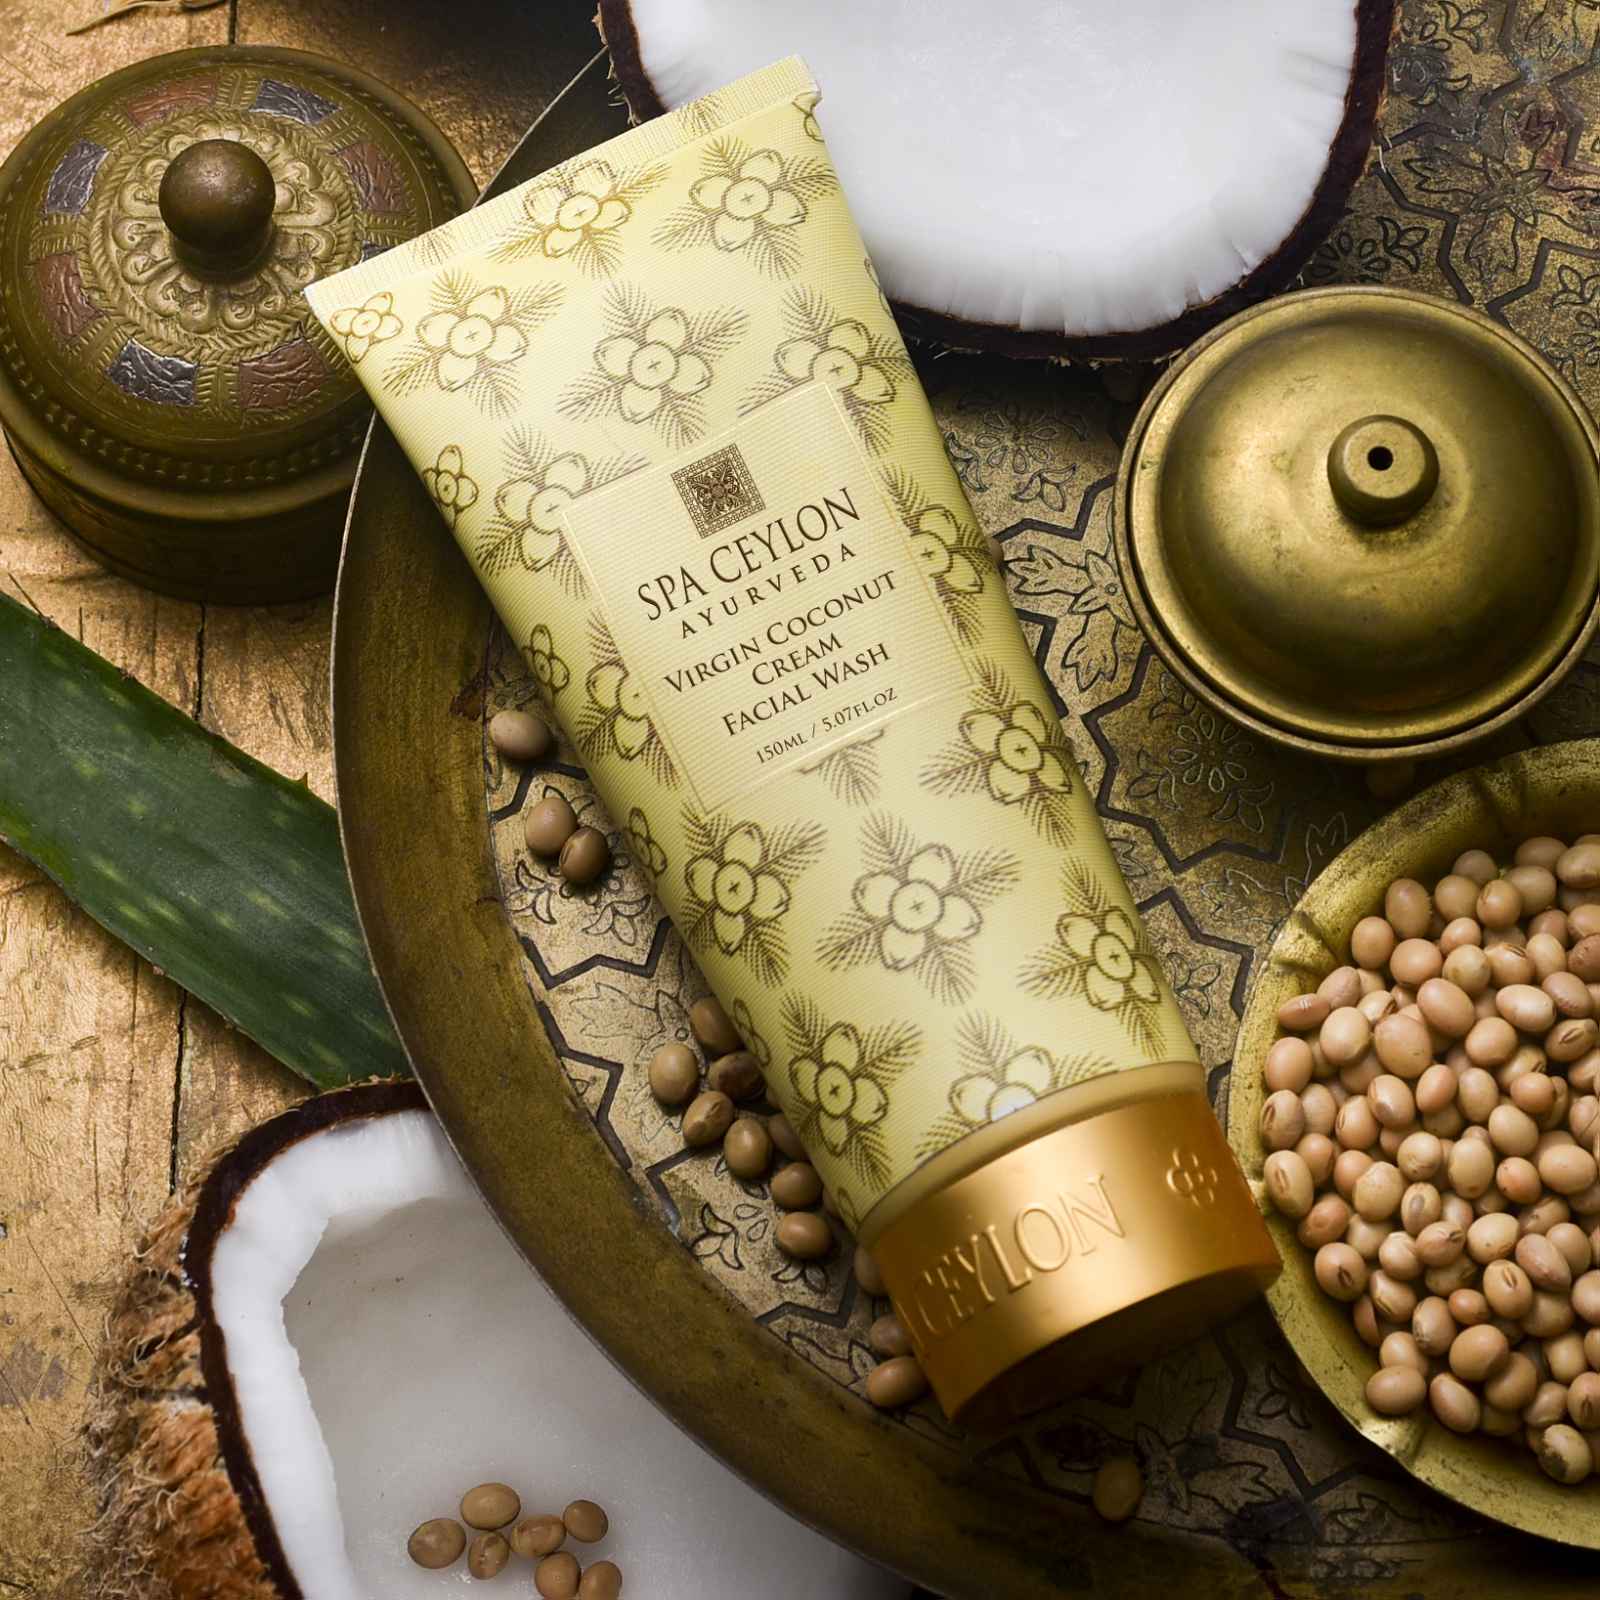 SPA CEYLON
AYURVEDA
VIRGIN COCONUT
CREAM
FACIAL WASH
150ML / 5.07FL.OZ
CEYLON